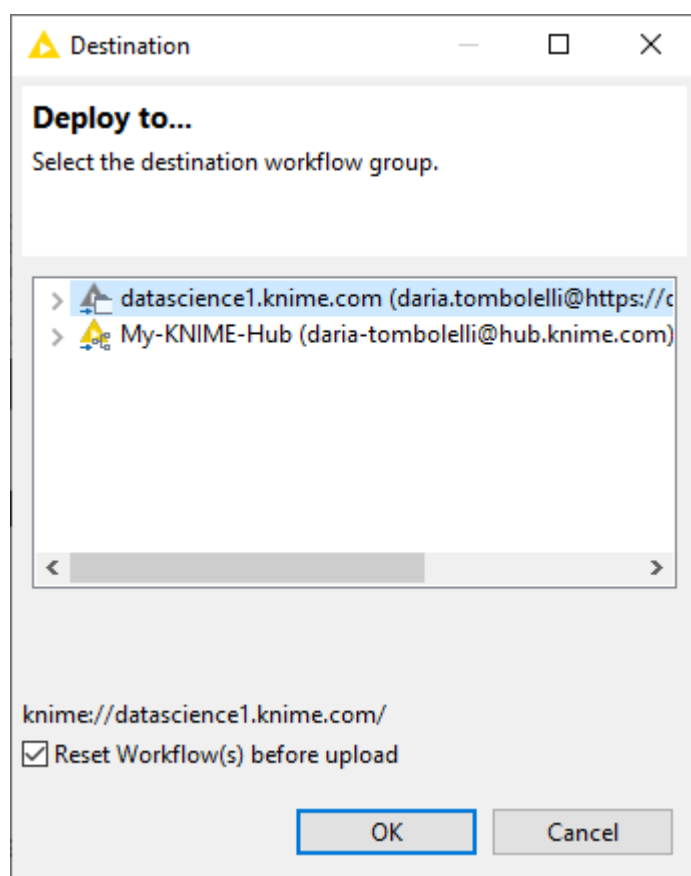 Destination
Deploy to...
Select the destination workflow group.
datascience1.knime.com (daria.tombolelli@https://
My-KNIME-Hub (daria-tombolelli@hub.knime.com)
knime://datascience1.knime.com/
Reset Workflow(s) before upload
OK Cancel